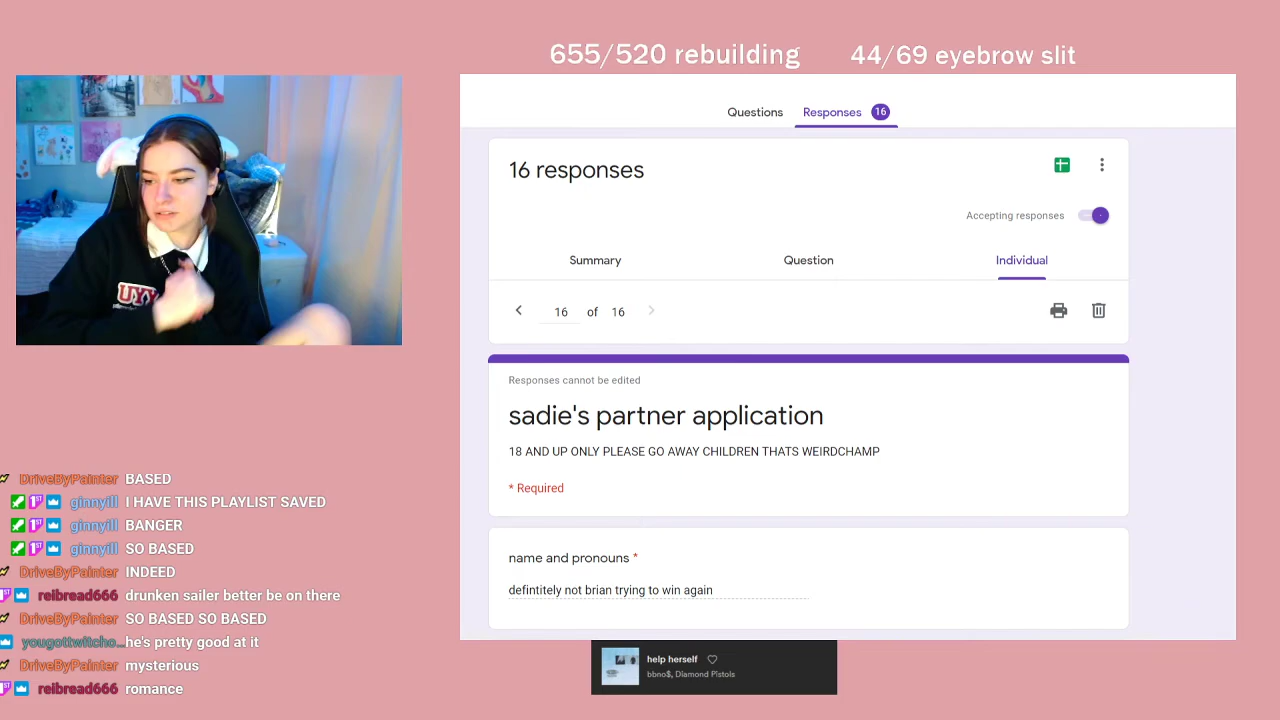 655/520 rebuilding
44/69 eyebrow slit
Questions
Responses 16
16 responses
Accepting responses
Summary
Question
Individual
16 of 16
Responses cannot be edited
sadie's partner application
18 AND UP ONLY PLEASE GO AWAY CHILDREN THATS WEIRDCHAMP
* Required
name and pronouns *
defintitely not brian trying to win again
DriveByPainter BASED
ginnyill I HAVE THIS PLAYLIST SAVED
ginnyill BANGER
ginnyill SO BASED
DriveByPainter INDEED
reibread666 drunken sailer better be on there
DriveByPainter SO BASED SO BASED
yougottwitcho... he's pretty good at it
DriveByPainter mysterious
reibread666 romance
help herself
bbno$, Diamond Pistols